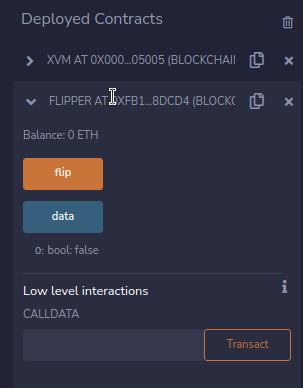 Deployed Contracts
XVM AT 0X000...05005 (BLOCKCHAI
FLIPPER AT 0XFB1...8DCD4 (BLOCKC
Balance: 0 ETH
flip
data
0: bool: false
Low level interactions
CALLDATA
Transact